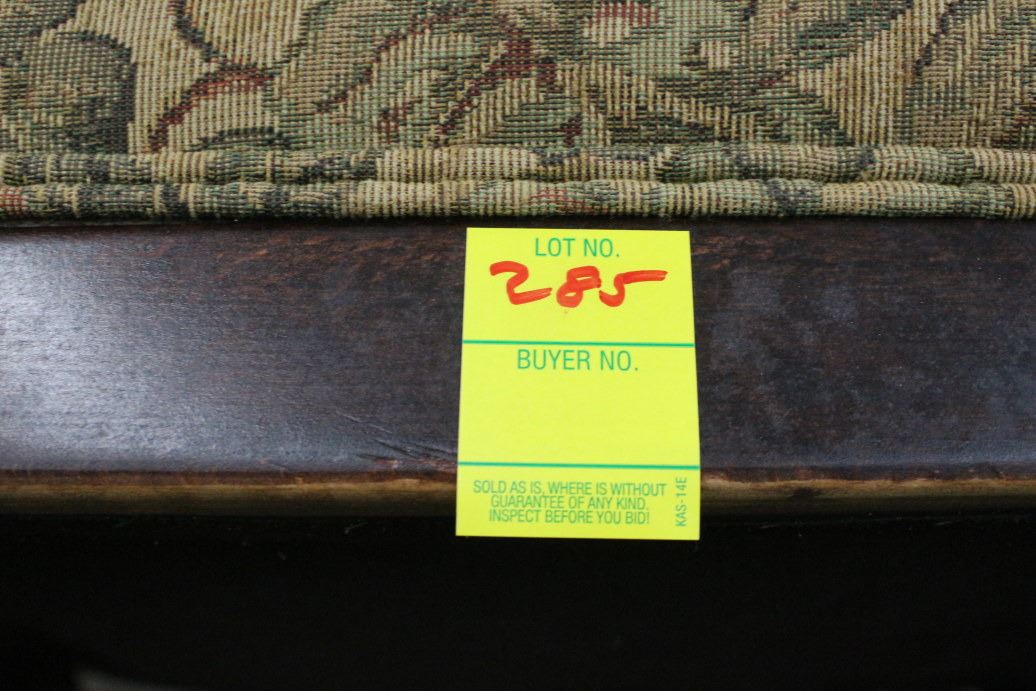 LOT NO.
285
BUYER NO.
SOLD AS IS, WHERE IS WITHOUT
GUARANTEE OF ANY KIND.
INSPECT BEFORE YOU BID!
KAS-14E